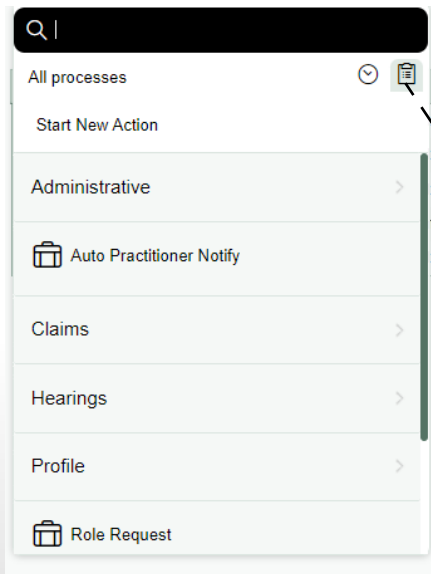 All processes
Start New Action
Administrative
Auto Practitioner Notify
Claims
Hearings
Profile
Role Request